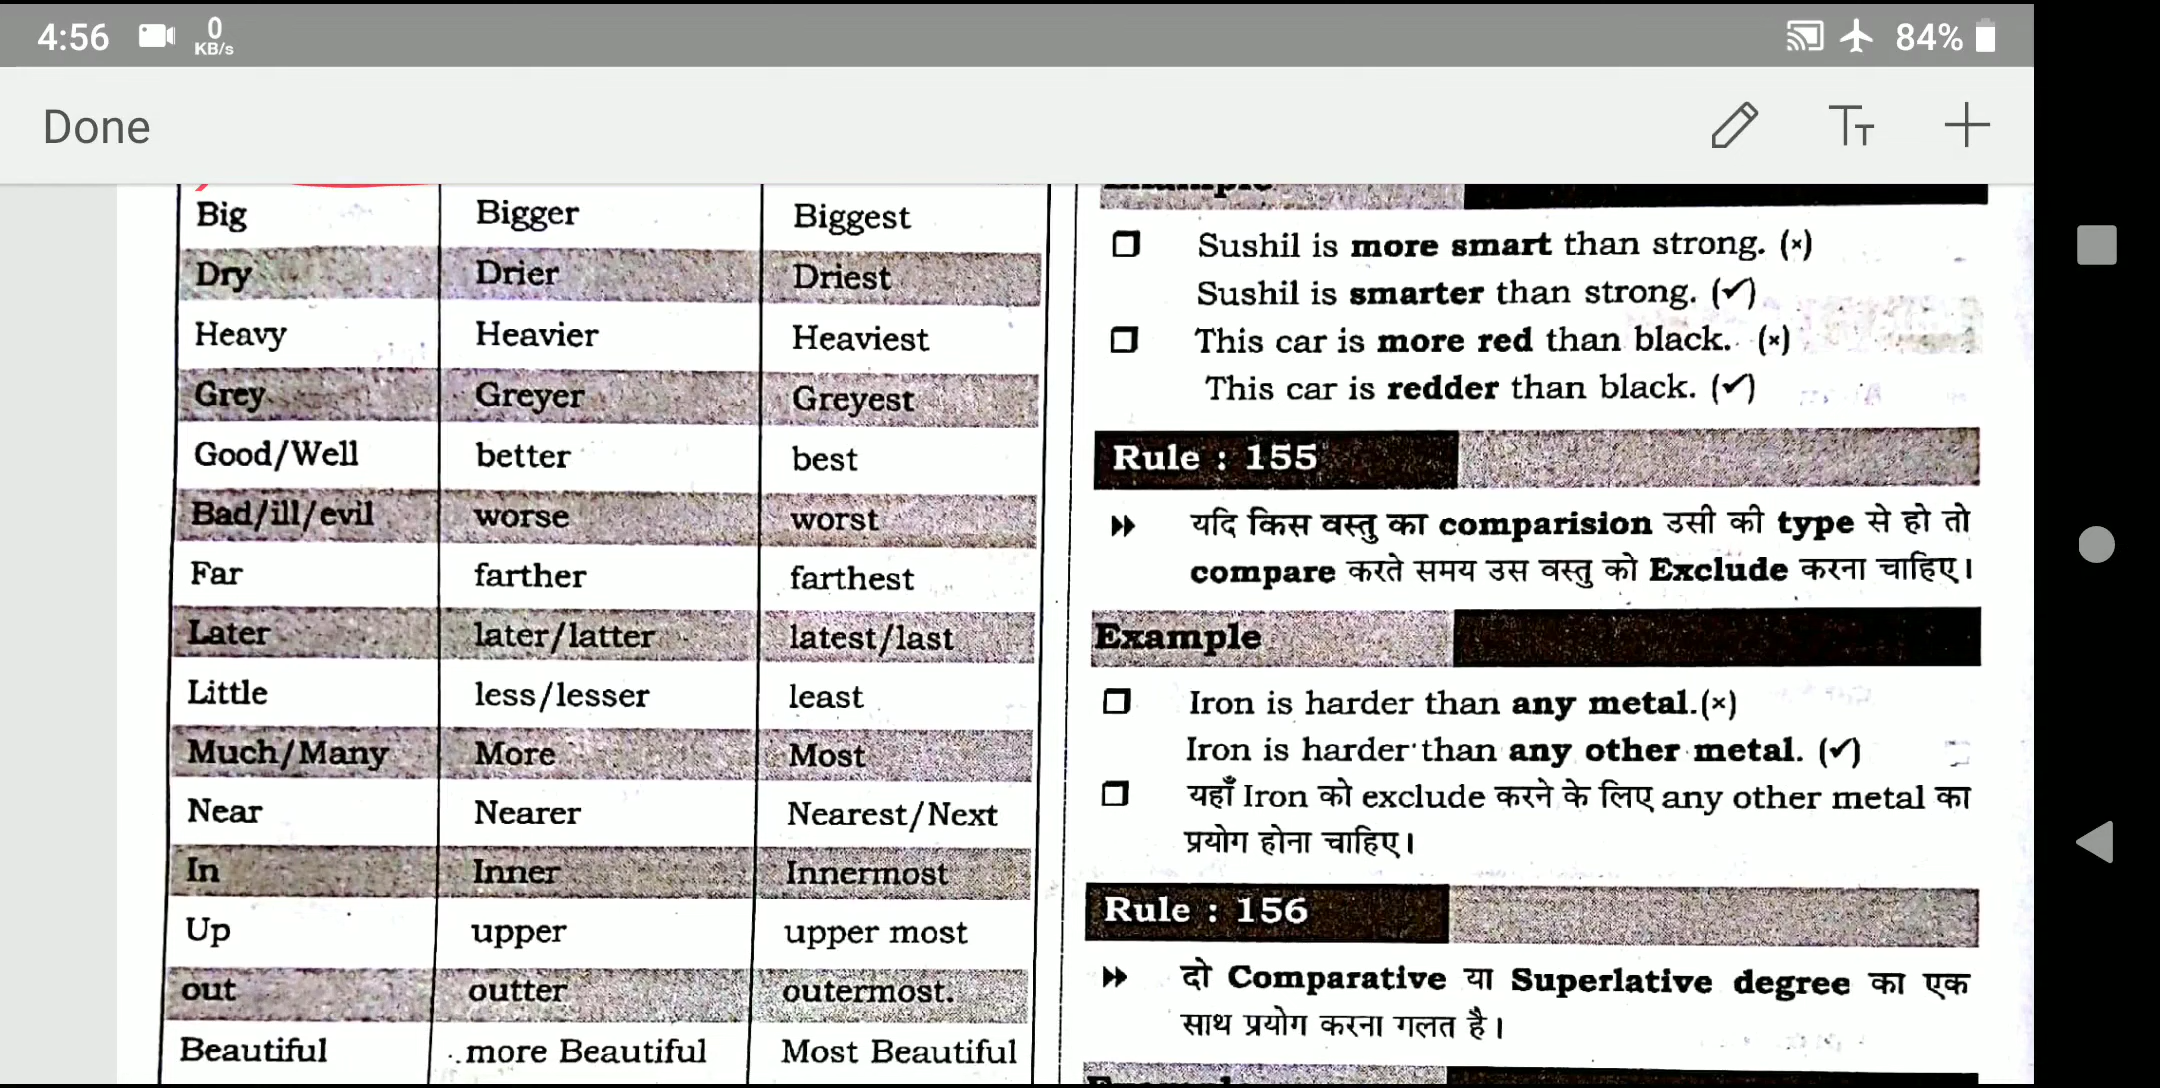 4:56 0 KB/s 84%
Done
Big Bigger Biggest
Dry Drier Driest
Heavy Heavier Heaviest
Grey Greyer Greyest
Good/Well better best
Bad/ill/evil worse worst
Far farther farthest
Later later/latter latest/last
Little less/lesser least
Much/Many More Most
Near Nearer Nearest/Next
In Inner Innermost
Up upper upper most
out outter outermost.
Beautiful more Beautiful Most Beautiful
Example
Sushil is more smart than strong. (×)
Sushil is smarter than strong. (✓)
This car is more red than black. (×)
This car is redder than black. (✓)
Rule : 155
यदि किस वस्तु का comparision उसी की type से हो तो
compare करते समय उस वस्तु को Exclude करना चाहिए।
Example
Iron is harder than any metal.(×)
Iron is harder than any other metal. (✓)
यहाँ Iron को exclude करने के लिए any other metal का
प्रयोग होना चाहिए।
Rule : 156
दो Comparative या Superlative degree का एक
साथ प्रयोग करना गलत है।
Example